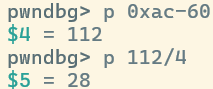 pwndbg> p 0xac-60
$4 = 112
pwndbg> p 112/4
$5 = 28